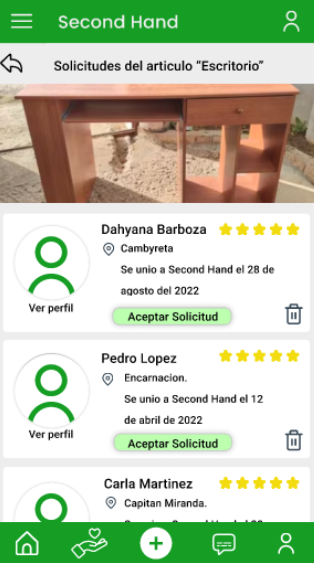 Second Hand
Solicitudes del articulo “Escritorio”
Dahyana Barboza
Cambyreta
Se unio a Second Hand el 28 de
agosto del 2022
Ver perfil
Aceptar Solicitud
Pedro Lopez
Encarnacion.
Se unio a Second Hand el 12
de abril de 2022
Ver perfil
Aceptar Solicitud
Carla Martinez
Capitan Miranda.